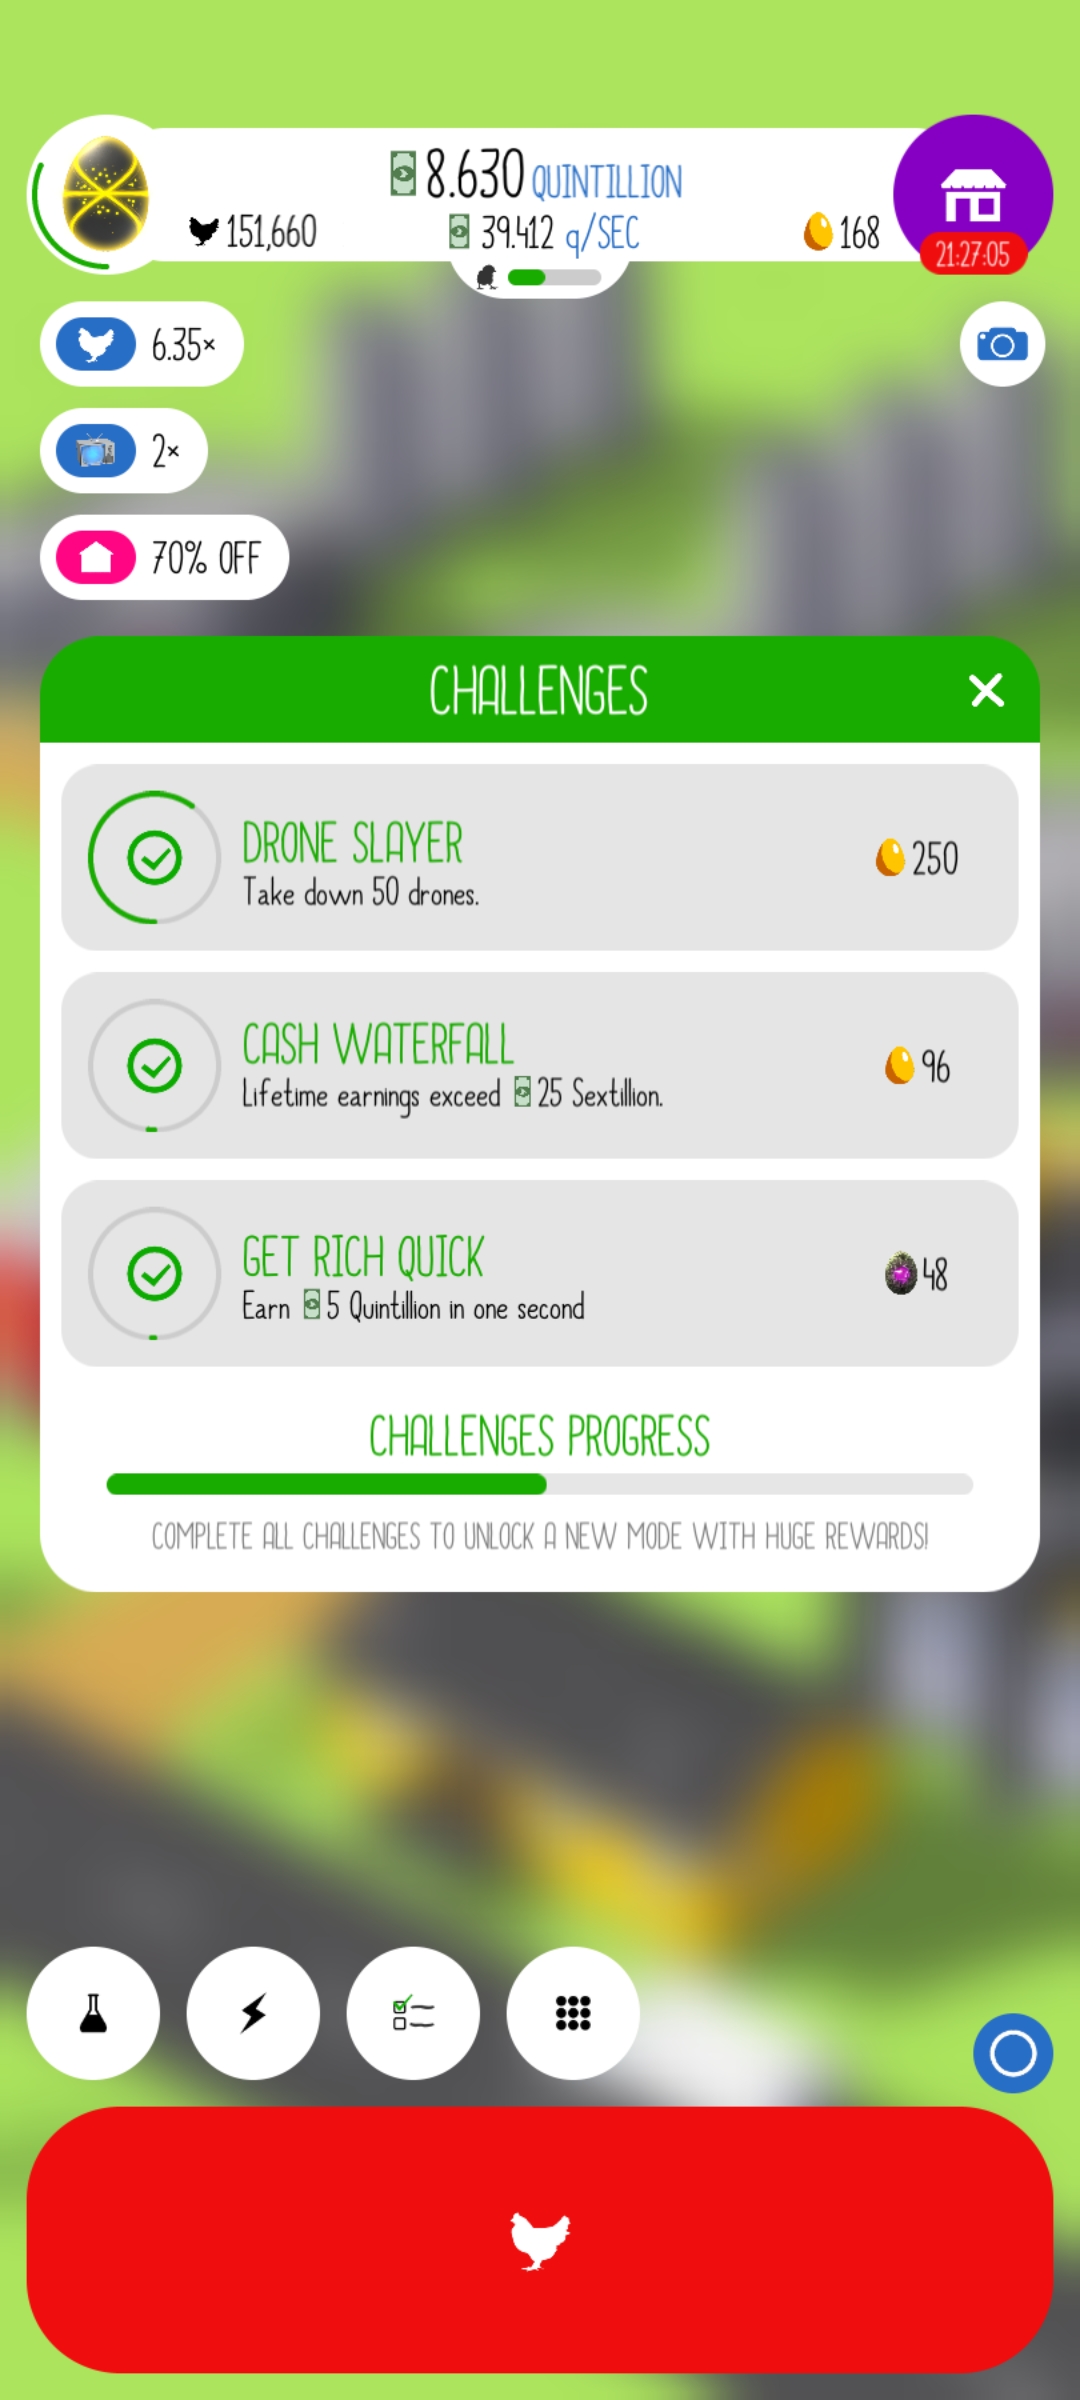 8.630 QUINTILLION
151,660
39.412 q/SEC
168
21:27:05
6.35×
2×
70% OFF
CHALLENGES
DRONE SLAYER
Take down 50 drones.
250
CASH WATERFALL
Lifetime earnings exceed 25 Sextillion.
96
GET RICH QUICK
Earn 5 Quintillion in one second
48
CHALLENGES PROGRESS
COMPLETE ALL CHALLENGES TO UNLOCK A NEW MODE WITH HUGE REWARDS!